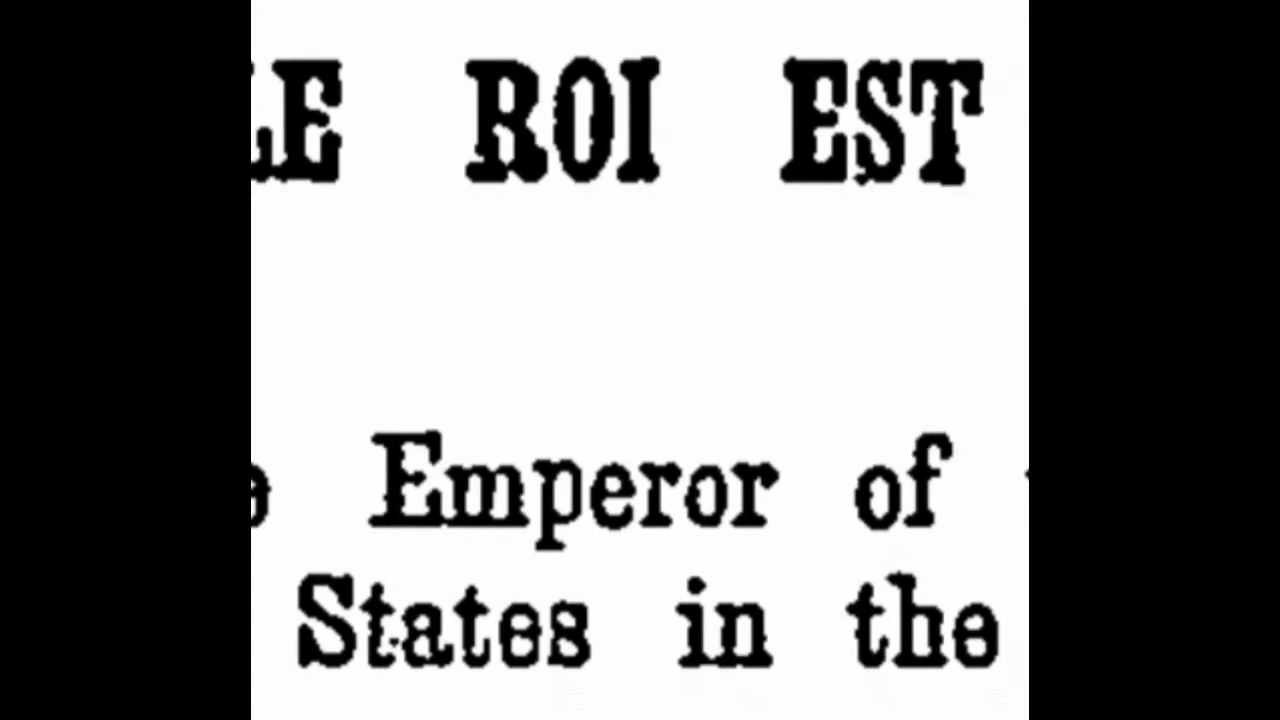 LE ROI EST
Emperor of
States in the